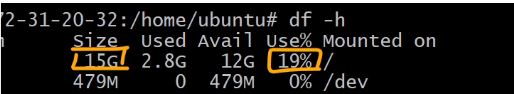 72-31-20-32:/home/ubuntu# df -h
Size Used Avail Use% Mounted on
15G 2.8G 12G 19% /
479M 0 479M 0% /dev